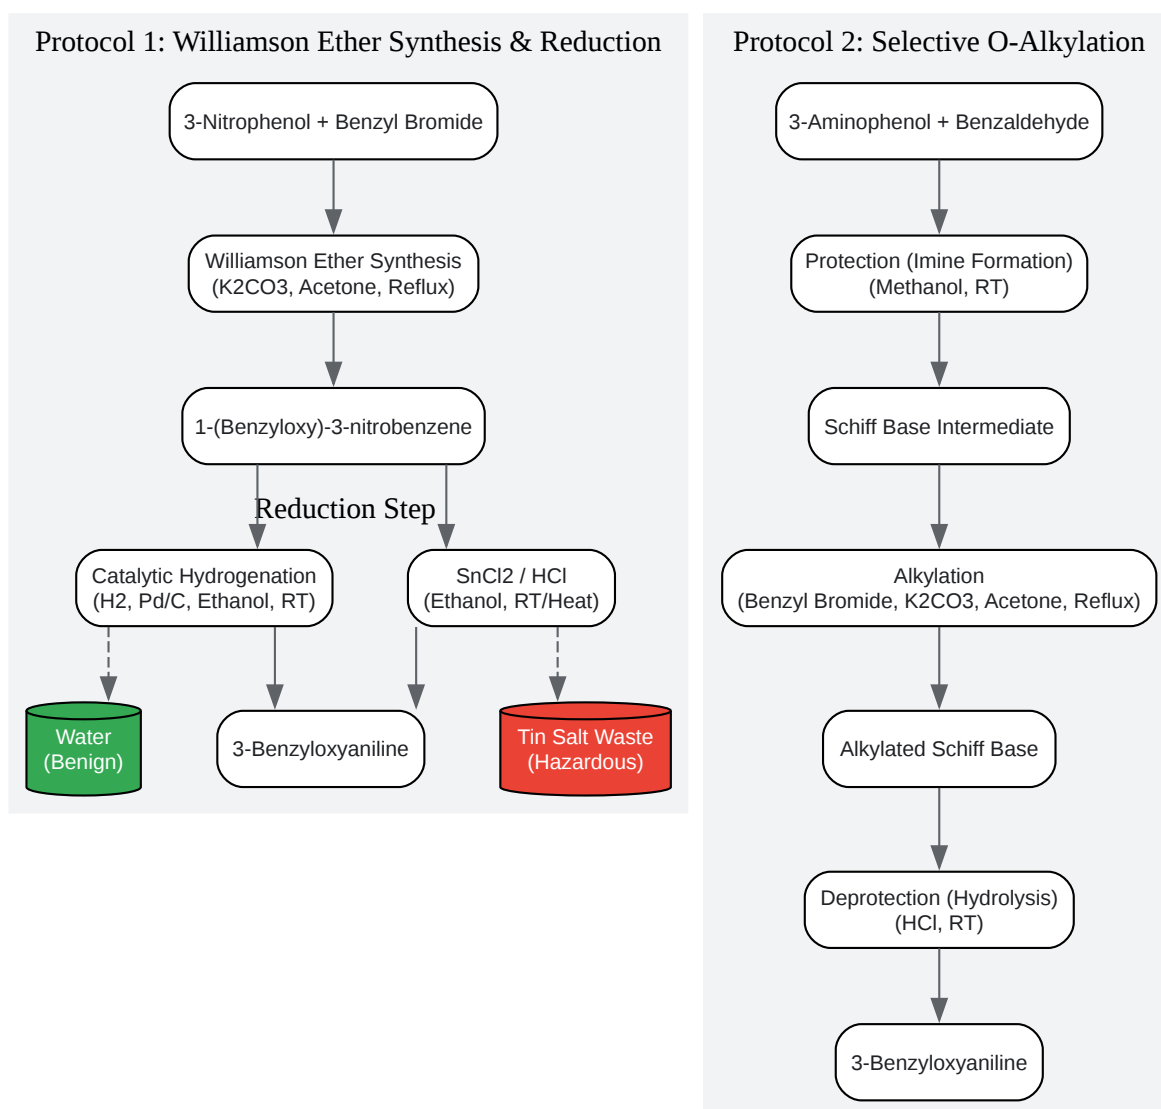 Protocol 1: Williamson Ether Synthesis & Reduction
3-Nitrophenol + Benzyl Bromide
Williamson Ether Synthesis
(K2CO3, Acetone, Reflux)
1-(Benzyloxy)-3-nitrobenzene
Reduction Step
Catalytic Hydrogenation
(H2, Pd/C, Ethanol, RT)
SnCl2 / HCl
(Ethanol, RT/Heat)
Water
(Benign)
3-Benzyloxyaniline
Tin Salt Waste
(Hazardous)
Protocol 2: Selective O-Alkylation
3-Aminophenol + Benzaldehyde
Protection (Imine Formation)
(Methanol, RT)
Schiff Base Intermediate
Alkylation
(Benzyl Bromide, K2CO3, Acetone, Reflux)
Alkylated Schiff Base
Deprotection (Hydrolysis)
(HCl, RT)
3-Benzyloxyaniline